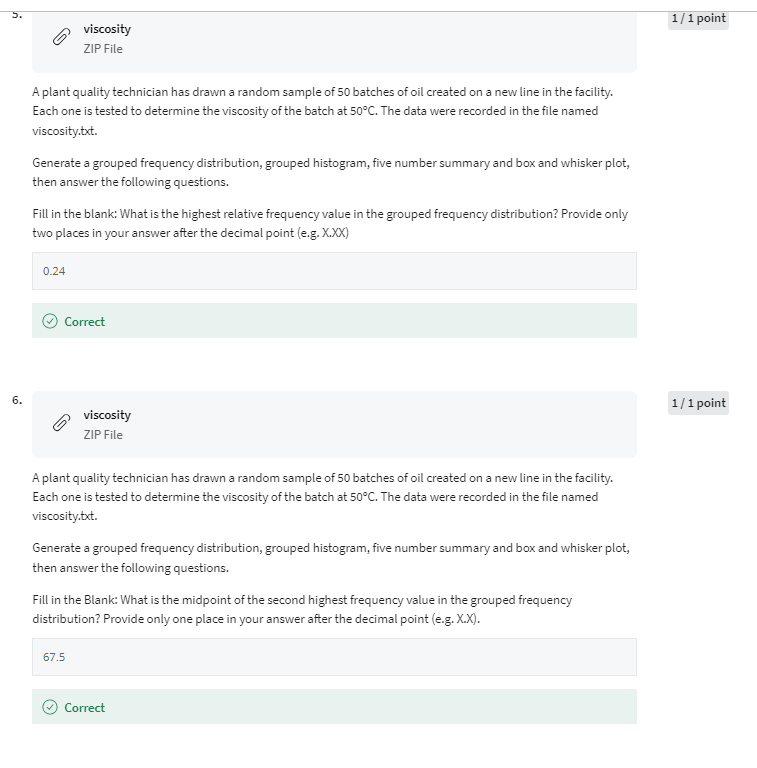 5.
1 / 1 point
viscosity
ZIP File
A plant quality technician has drawn a random sample of 50 batches of oil created on a new line in the facility.
Each one is tested to determine the viscosity of the batch at 50°C. The data were recorded in the file named
viscosity.txt.
Generate a grouped frequency distribution, grouped histogram, five number summary and box and whisker plot,
then answer the following questions.
Fill in the blank: What is the highest relative frequency value in the grouped frequency distribution? Provide only
two places in your answer after the decimal point (e.g. X.XX)
0.24
Correct
6.
1 / 1 point
viscosity
ZIP File
A plant quality technician has drawn a random sample of 50 batches of oil created on a new line in the facility.
Each one is tested to determine the viscosity of the batch at 50°C. The data were recorded in the file named
viscosity.txt.
Generate a grouped frequency distribution, grouped histogram, five number summary and box and whisker plot,
then answer the following questions.
Fill in the Blank: What is the midpoint of the second highest frequency value in the grouped frequency
distribution? Provide only one place in your answer after the decimal point (e.g. X.X).
67.5
Correct